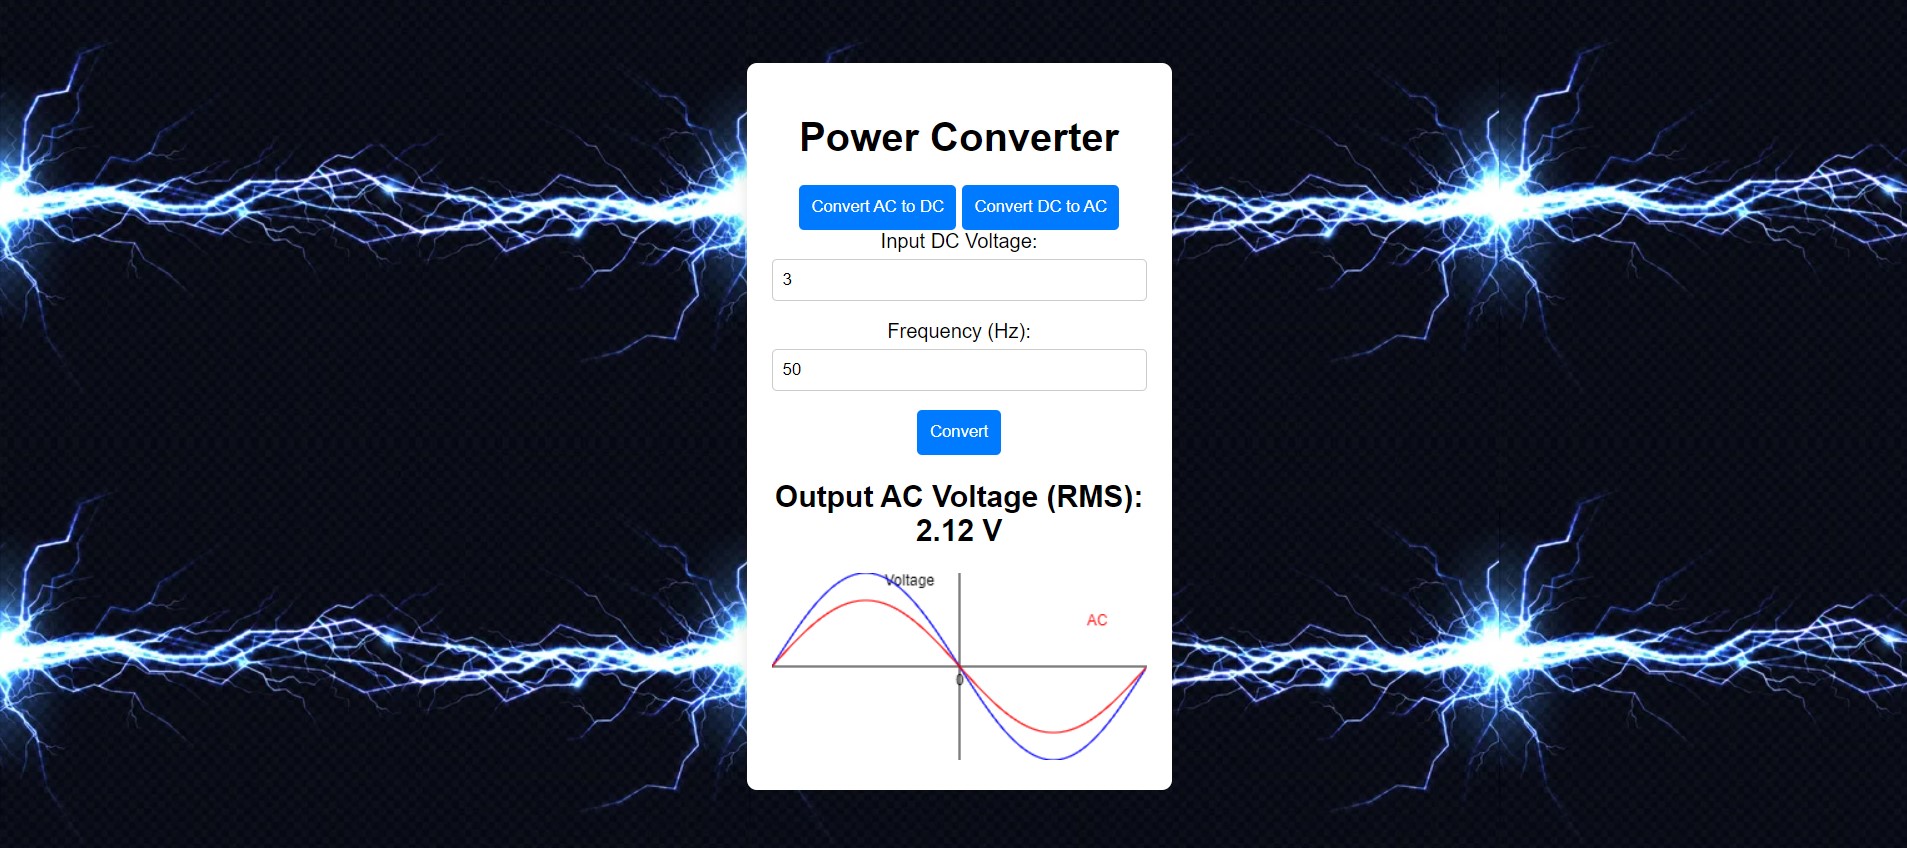 Power Converter
Convert AC to DC Convert DC to AC
Input DC Voltage:
3
Frequency (Hz):
50
Convert
Output AC Voltage (RMS):
2.12 V
Voltage
AC
0